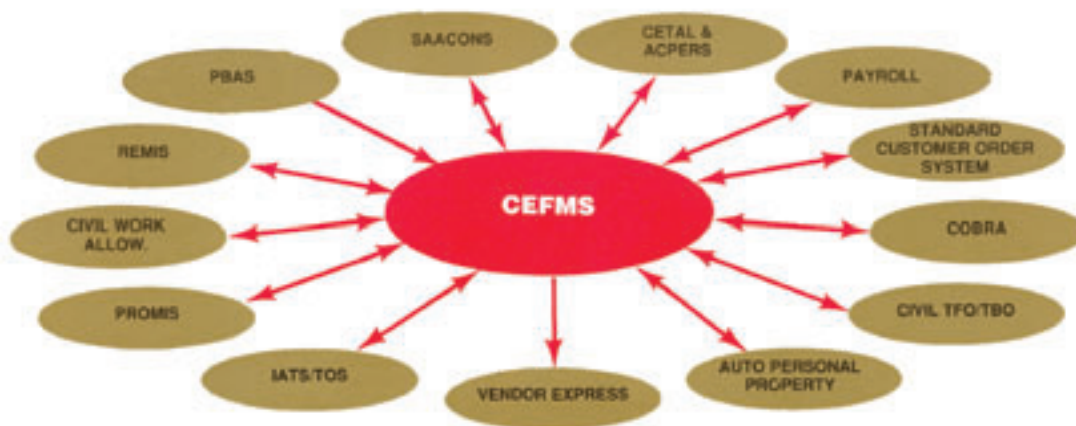 SAACONS
CETAL &
ACPERS
PBAS
PAYROLL
REMIS
STANDARD
CUSTOMER ORDER
SYSTEM
CEFMS
CIVIL WORK
ALLOW.
COBRA
PROMIS
CIVIL TFO/TBO
IATS/TOS
VENDOR EXPRESS
AUTO PERSONAL
PROPERTY